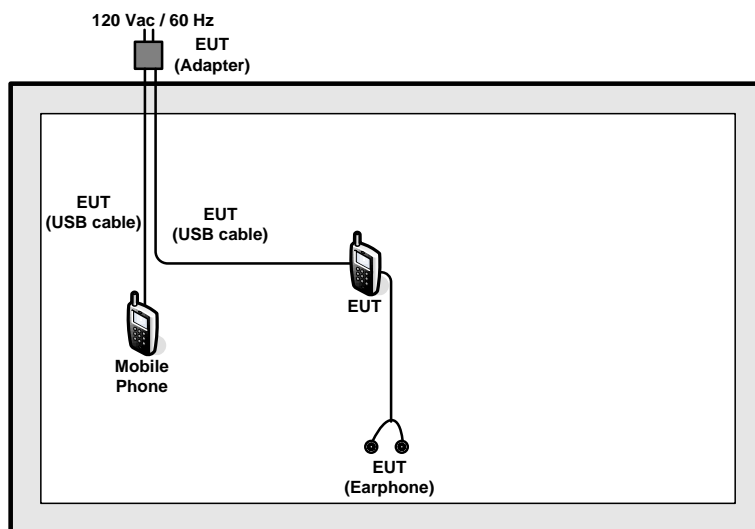 120 Vac / 60 Hz
EUT
(Adapter)
EUT
(USB cable)
EUT
(USB cable)
EUT
Mobile
Phone
EUT
(Earphone)